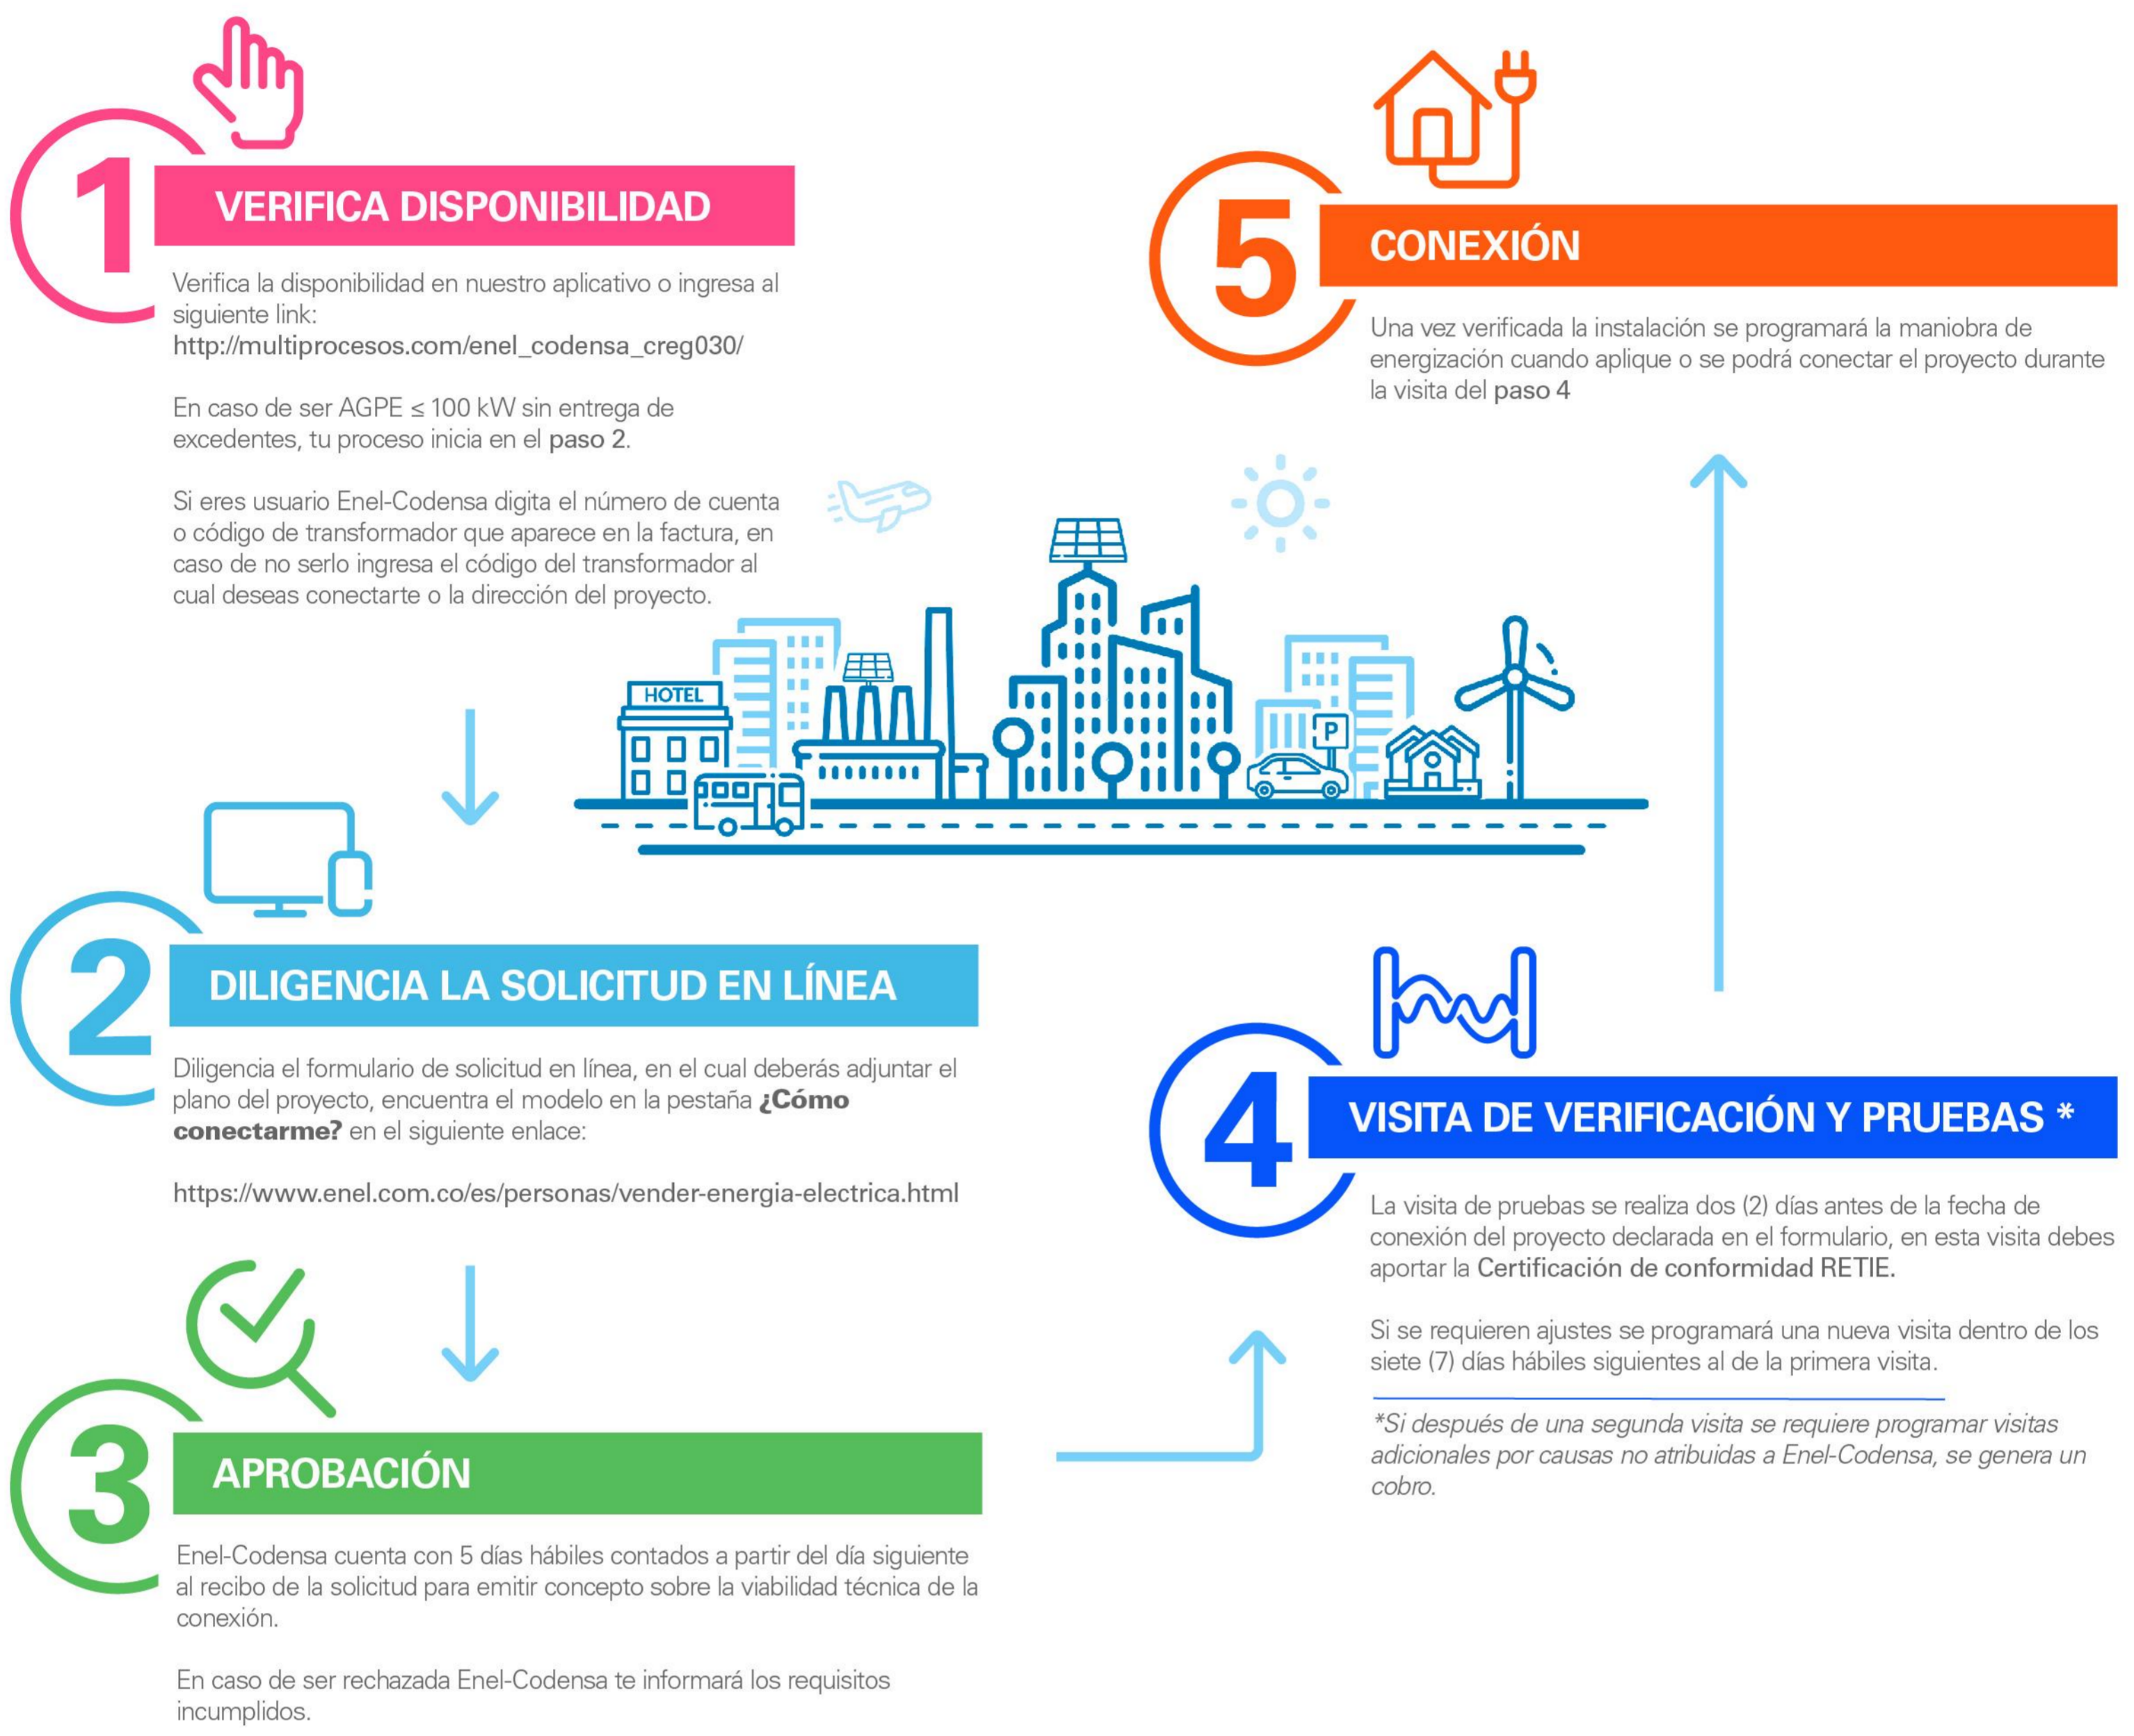 1
VERIFICA DISPONIBILIDAD
Verifica la disponibilidad en nuestro aplicativo o ingresa al
siguiente link:
http://multiprocesos.com/enel_codensa_creg030/
En caso de ser AGPE ≤ 100 kW sin entrega de
excedentes, tu proceso inicia en el paso 2.
Si eres usuario Enel-Codensa digita el número de cuenta
o código de transformador que aparece en la factura, en
caso de no serlo ingresa el código del transformador al
cual deseas conectarte o la dirección del proyecto.
HOTEL
P
2
DILIGENCIA LA SOLICITUD EN LÍNEA
Diligencia el formulario de solicitud en línea, en el cual deberás adjuntar el
plano del proyecto, encuentra el modelo en la pestaña ¿Cómo
conectarme? en el siguiente enlace:
https://www.enel.com.co/es/personas/vender-energia-electrica.html
3
APROBACIÓN
Enel-Codensa cuenta con 5 días hábiles contados a partir del día siguiente
al recibo de la solicitud para emitir concepto sobre la viabilidad técnica de la
conexión.
En caso de ser rechazada Enel-Codensa te informará los requisitos
incumplidos.
4
VISITA DE VERIFICACIÓN Y PRUEBAS *
La visita de pruebas se realiza dos (2) días antes de la fecha de
conexión del proyecto declarada en el formulario, en esta visita debes
aportar la Certificación de conformidad RETIE.
Si se requieren ajustes se programará una nueva visita dentro de los
siete (7) días hábiles siguientes al de la primera visita.
*Si después de una segunda visita se requiere programar visitas
adicionales por causas no atribuidas a Enel-Codensa, se genera un
cobro.
5
CONEXIÓN
Una vez verificada la instalación se programará la maniobra de
energización cuando aplique o se podrá conectar el proyecto durante
la visita del paso 4